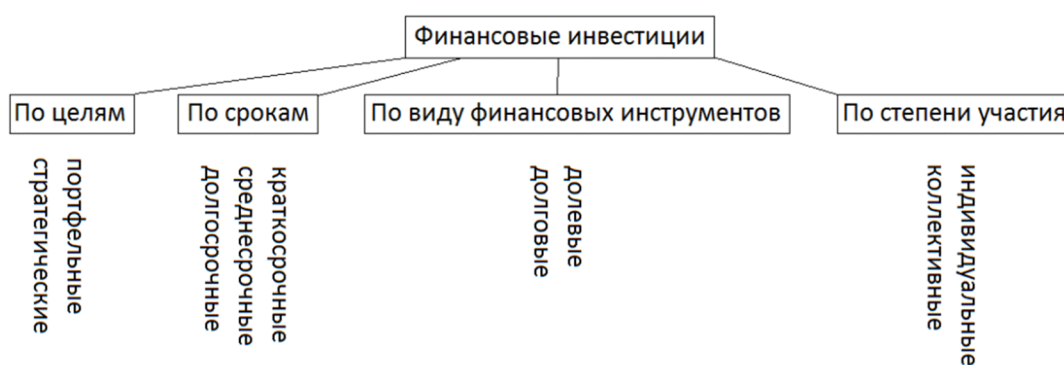 Финансовые инвестиции
По целям
По срокам
По виду финансовых инструментов
По степени участия
портфельные
стратегические
краткосрочные
среднесрочные
долгосрочные
долевые
долговые
индивидуальные
коллективные